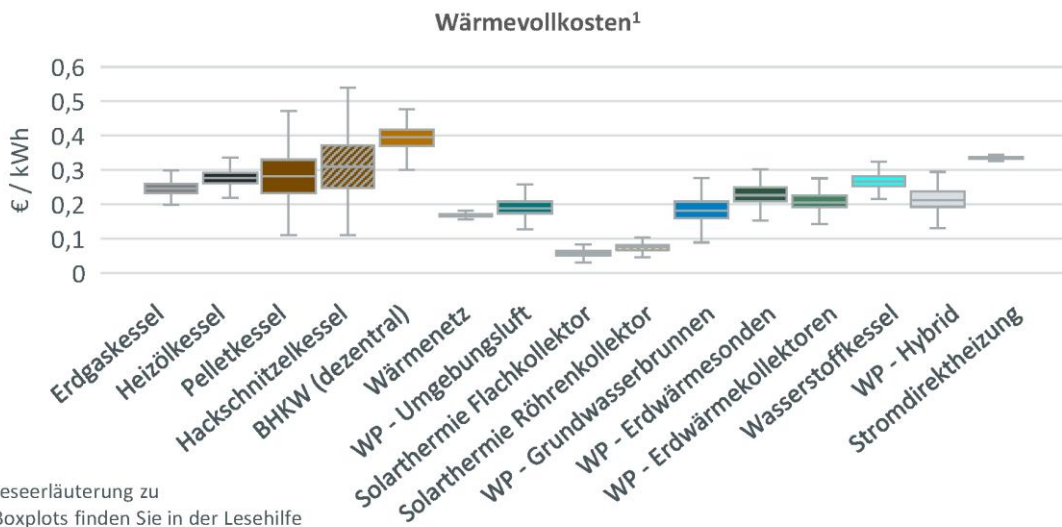 Wärmevollkosten¹
0,6
0,5
0,4
0,3
0,2
0,1
0
€ / kWh
Erdgaskessel
Heizölkessel
Pelletkessel
Hackschnitzelkessel
BHKW (dezentral)
Wärmenetz
WP - Umgebungsluft
Solarthermie Flachkollektor
Solarthermie Röhrenkollektor
WP - Grundwasserbrunnen
WP - Erdwärmesonden
WP - Erdwärmekollektoren
Wasserstoffkessel
WP - Hybrid
Stromdirektheizung
eseerläuterung zu
Boxplots finden Sie in der Lesehilfe